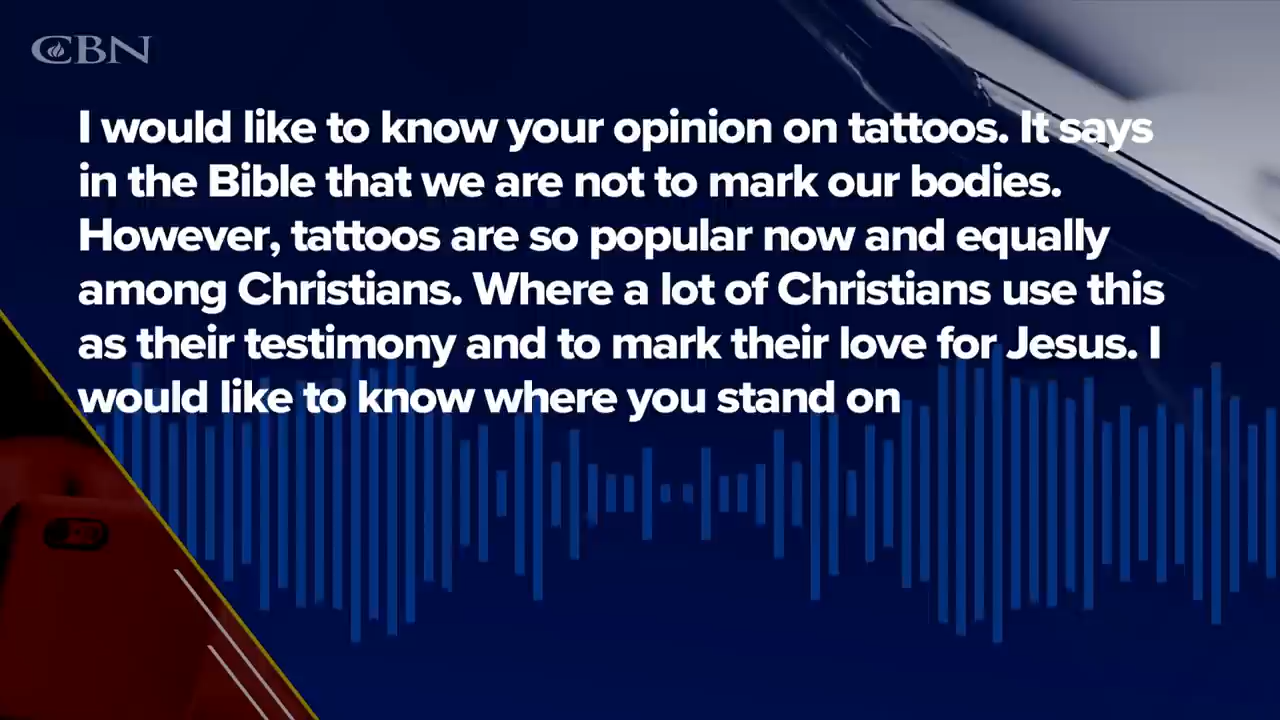 CBN
I would like to know your opinion on tattoos. It says
in the Bible that we are not to mark our bodies.
However, tattoos are so popular now and equally
among Christians. Where a lot of Christians use this
as their testimony and to mark their love for Jesus. I
would like to know where you stand on